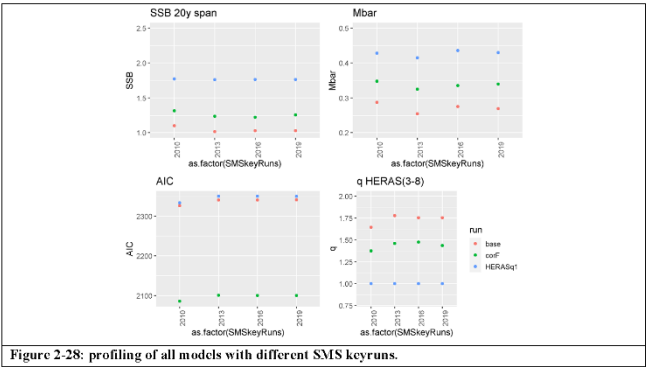 SSB 20y span
2.5
2.0
1.5
1.0
SSB
2010
2013
2016
2019
as.factor(SMSkeyRuns)
Mbar
0.5
0.4
0.3
0.2
Mbar
2010
2013
2016
2019
as.factor(SMSkeyRuns)
AIC
2300
2200
2100
AIC
2010
2013
2016
2019
as.factor(SMSkeyRuns)
q HERAS(3-8)
2.00
1.75
1.50
1.25
1.00
0.75
q
2010
2013
2016
2019
as.factor(SMSkeyRuns)
run
base
corF
HERASq1
Figure 2-28: profiling of all models with different SMS keyruns.